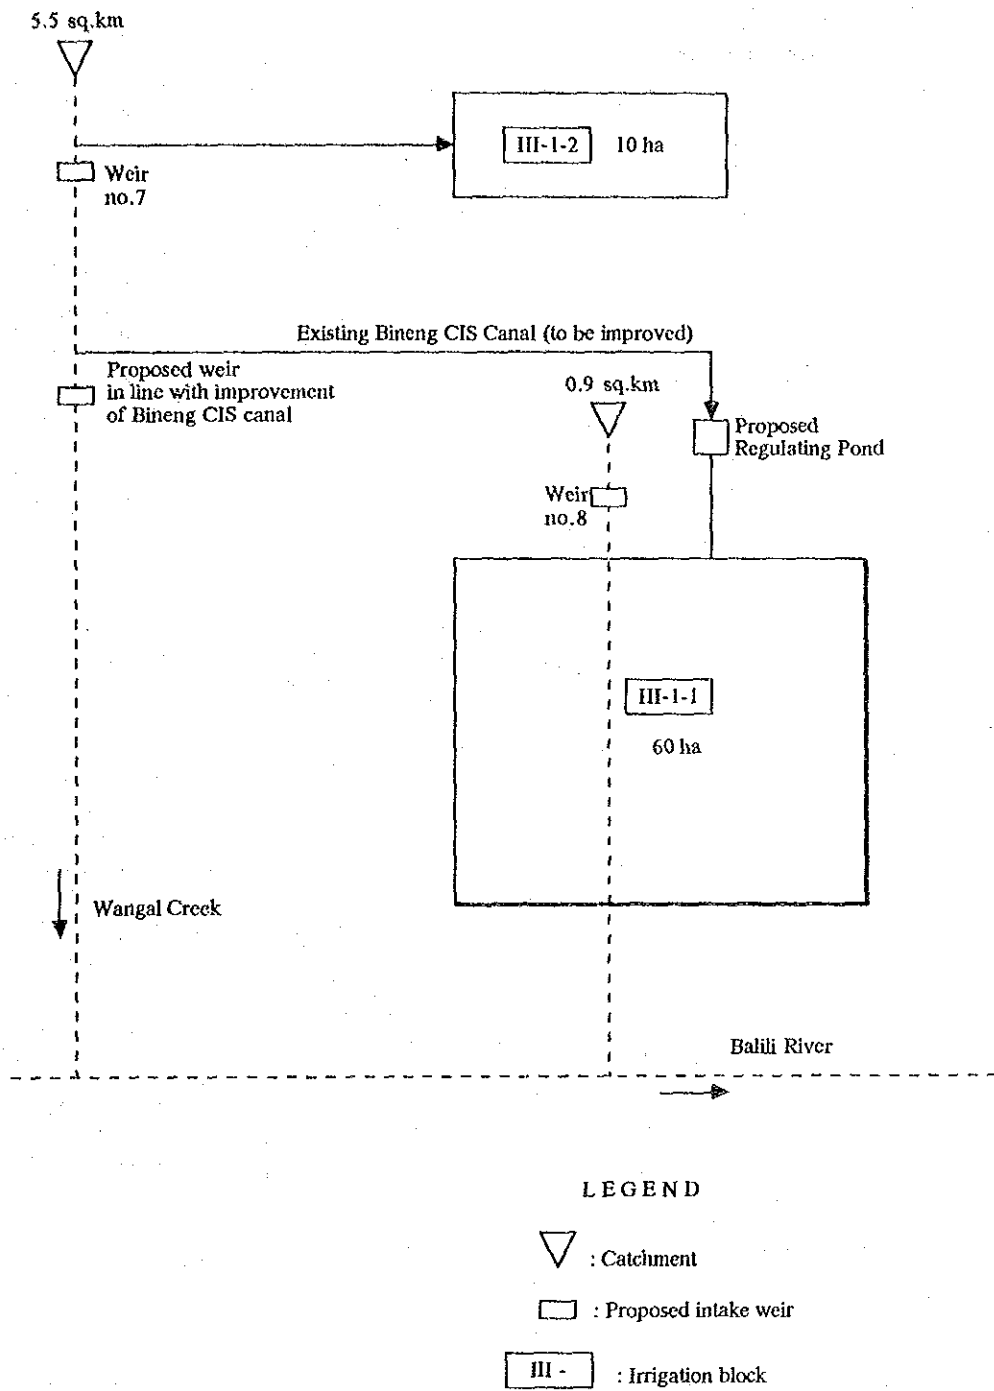 5.5 sq.km
III-1-2
10 ha
Weir
no.7
Existing Bineng CIS Canal (to be improved)
Proposed weir
in line with improvement
of Bineng CIS canal
0.9 sq.km
Proposed
Regulating Pond
Weir
no.8
III-1-1
60 ha
Wangal Creek
Balili River
LEGEND
: Catchment
: Proposed intake weir
III -
: Irrigation block